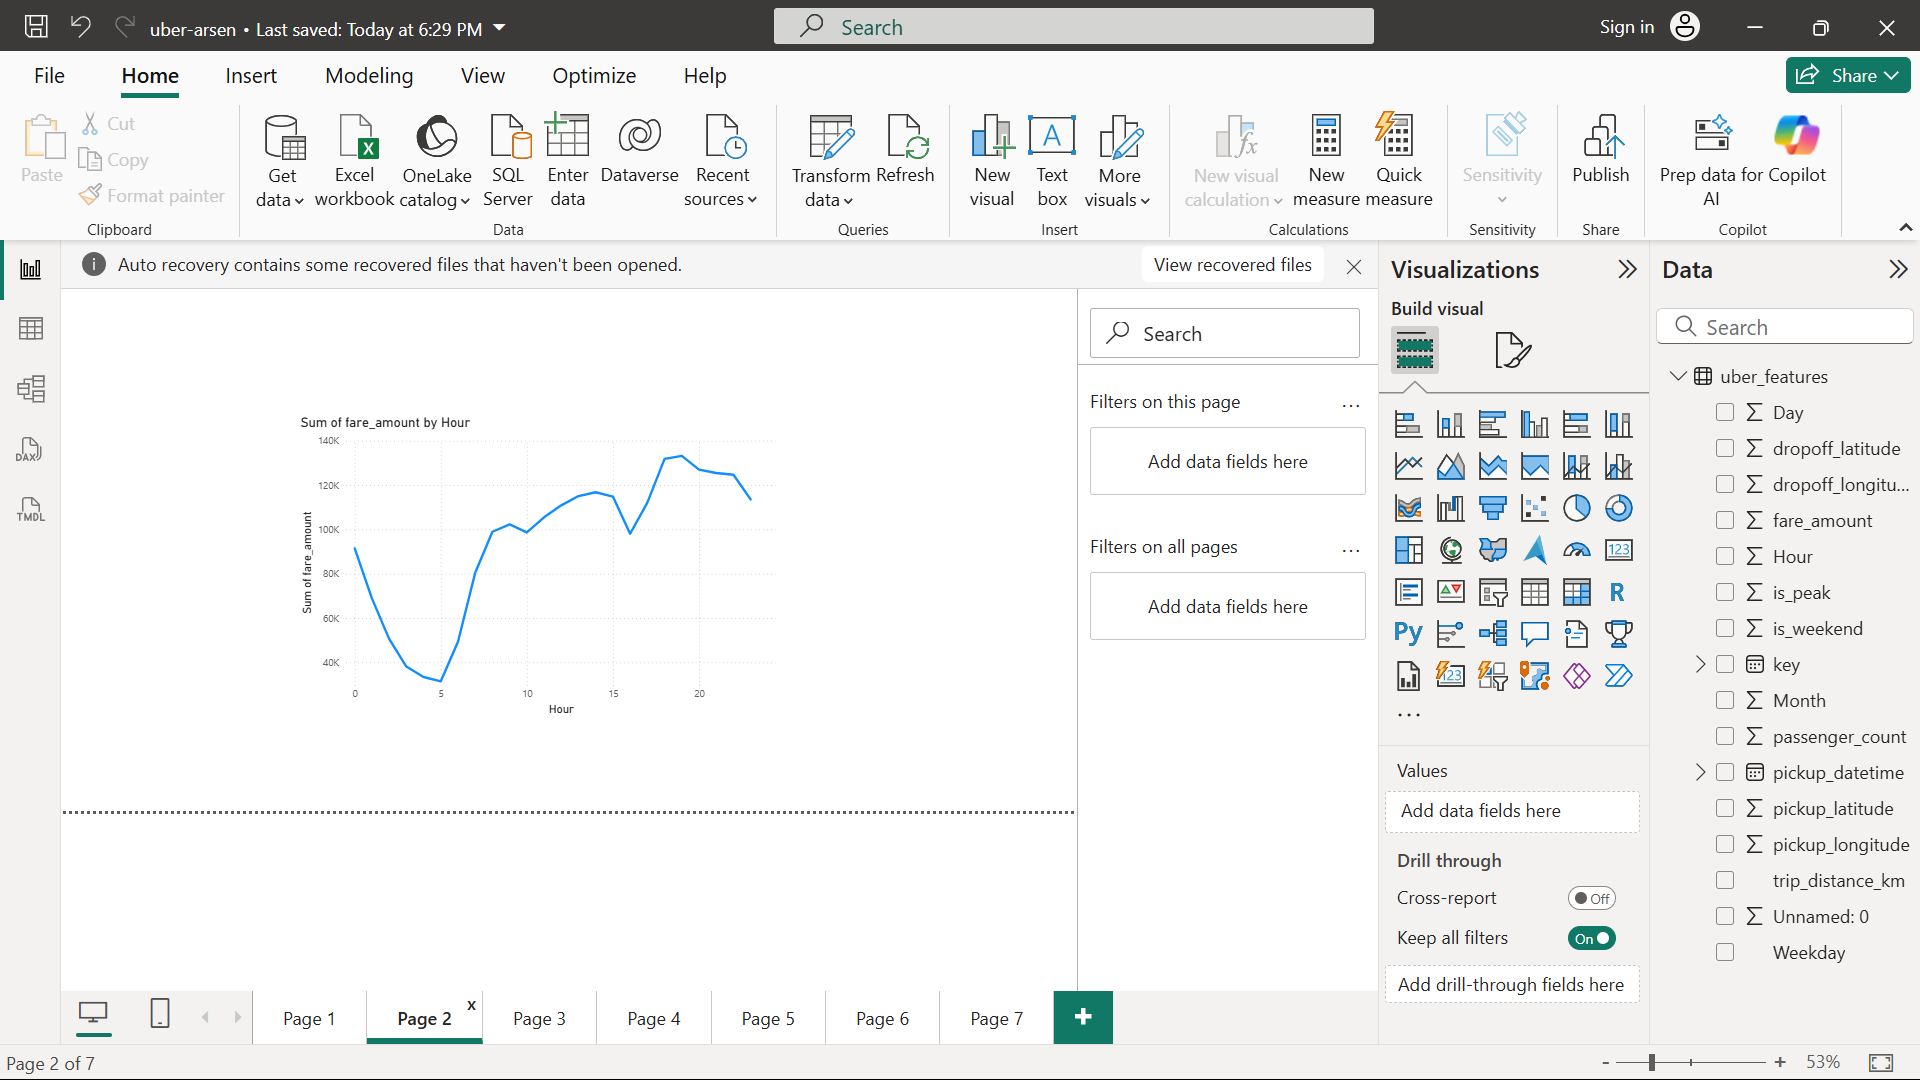 uber-arsen • Last saved: Today at 6:29 PM
Search
Sign in
File
Home
Insert
Modeling
View
Optimize
Help
Share
Paste
Cut
Copy
Format painter
Clipboard
Get data
Excel workbook
OneLake catalog
SQL Server
Enter data
Dataverse
Recent sources
Data
Transform data
Refresh
Queries
New visual
Text box
More visuals
Insert
New visual calculation
New measure
Quick measure
Calculations
Sensitivity
Sensitivity
Publish
Share
Prep data for AI
Copilot
Copilot
Auto recovery contains some recovered files that haven't been opened.
View recovered files
DAX
TMDL
Sum of fare_amount by Hour
140K
120K
100K
80K
60K
40K
Sum of fare_amount
0
5
10
15
20
Hour
Search
Filters on this page
...
Add data fields here
Filters on all pages
...
Add data fields here
Visualizations
Build visual
123
R
Py
123
...
Values
Add data fields here
Drill through
Cross-report
Off
Keep all filters
On
Add drill-through fields here
Data
Search
uber_features
Day
dropoff_latitude
dropoff_longitu...
fare_amount
Hour
is_peak
is_weekend
key
Month
passenger_count
pickup_datetime
pickup_latitude
pickup_longitude
trip_distance_km
Unnamed: 0
Weekday
Page 1
Page 2
x
Page 3
Page 4
Page 5
Page 6
Page 7
+
Page 2 of 7
-
+
53%